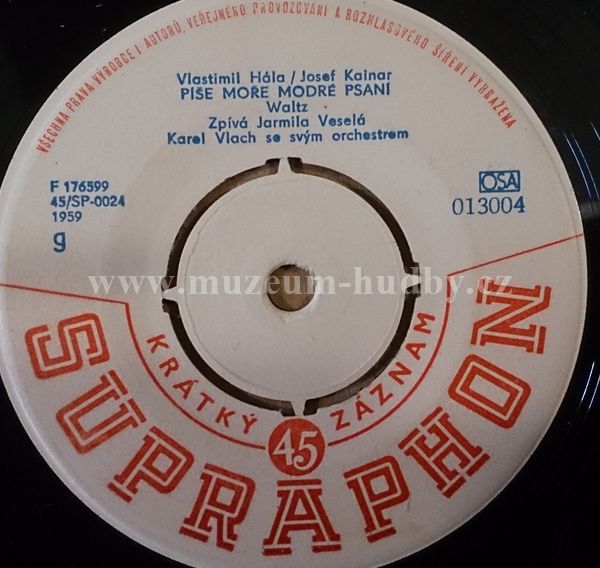 VŠECHNA PRÁVA VÝROBCE I AUTORŮ, VEŘEJNÉHO PROVOZOVÁNÍ A ROZHLASOVÉHO ŠÍŘENÍ VYHRAŽENA
Vlastimil Hála / Josef Kainar
PÍŠE MOŘE MODRÉ PSANÍ
Waltz
Zpívá Jarmila Veselá
Karel Vlach se svým orchestrem
F 176599
45/SP-0024
1959
g
OSA
013004
www.muzeum-hudby.cz
KRÁTKÝ 45 ZÁZNAM
SUPRAPHON